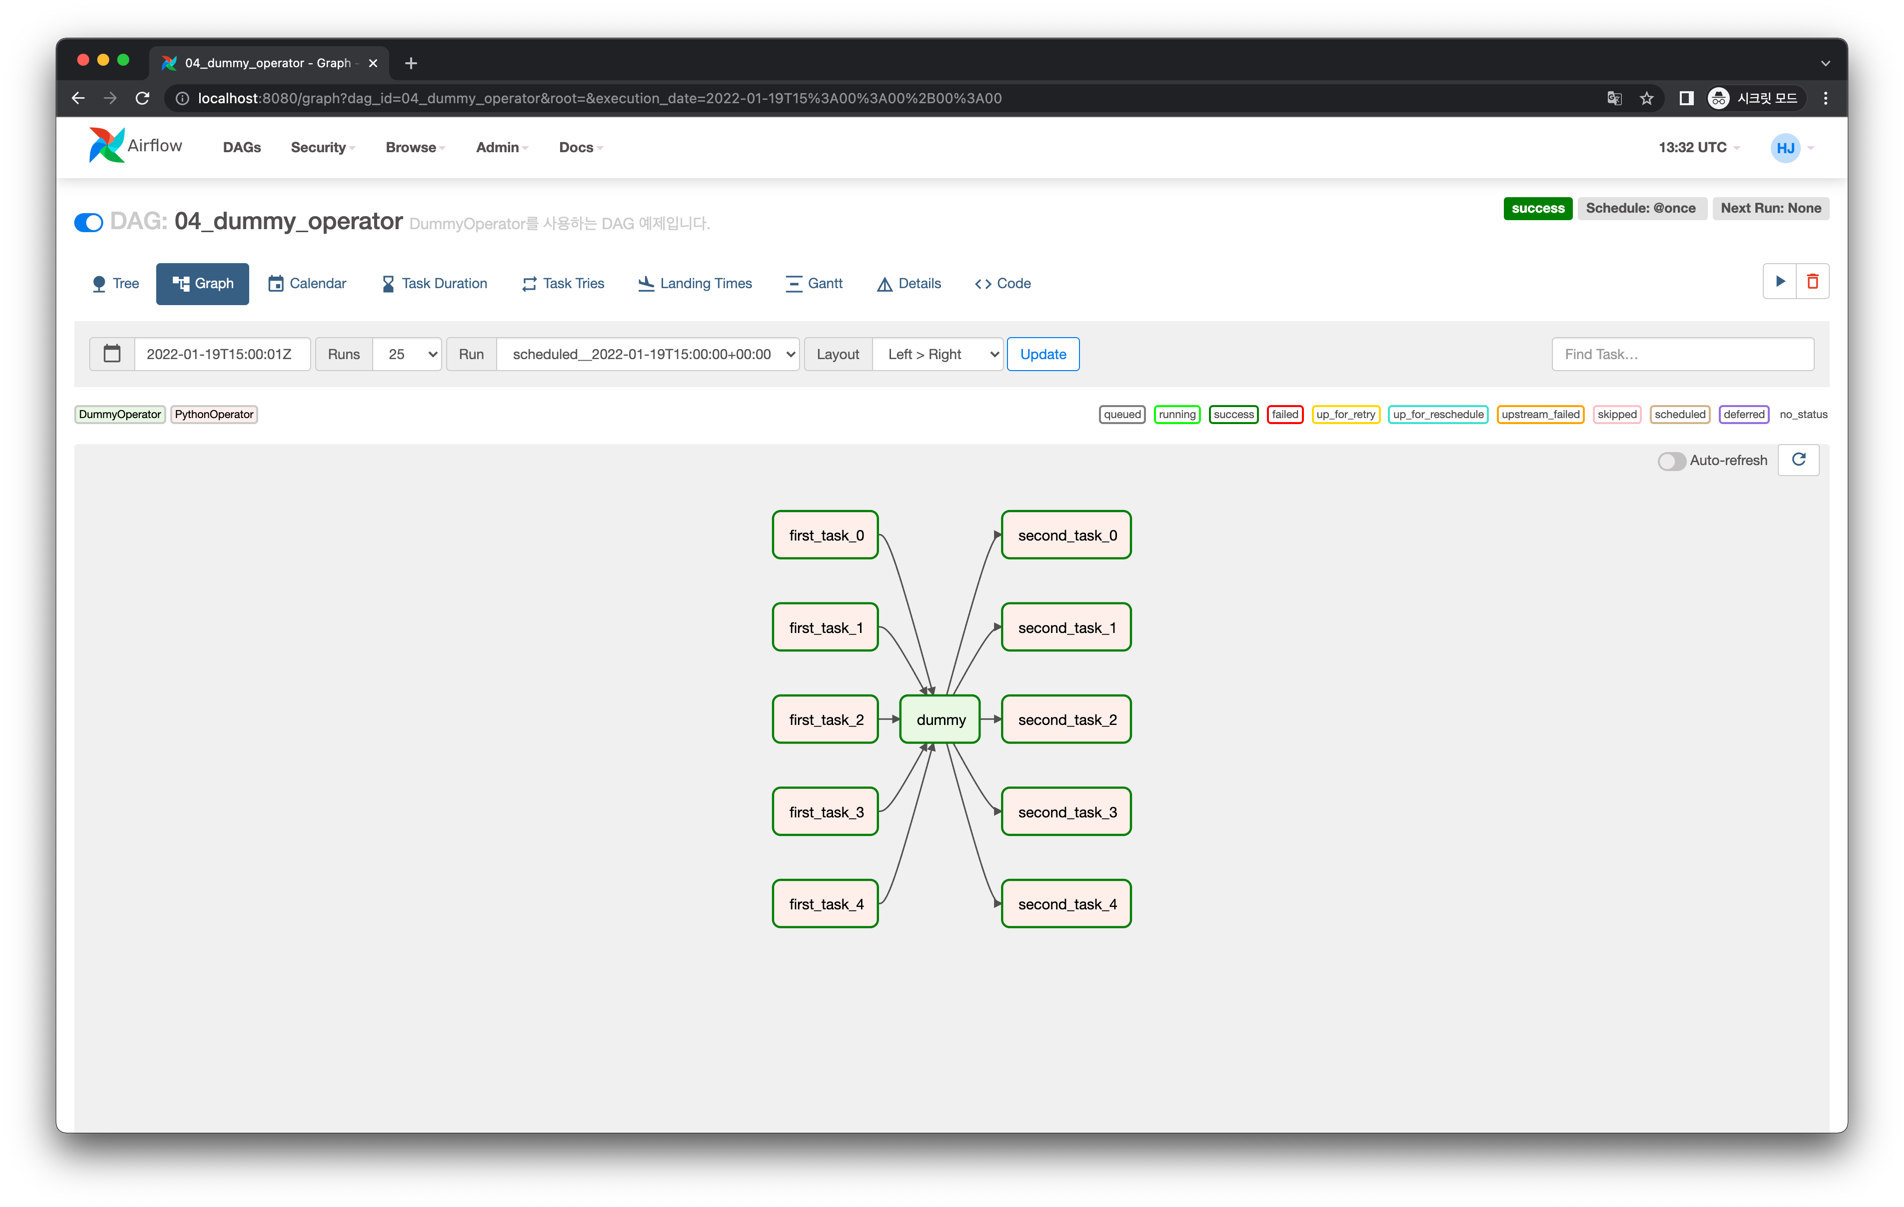 04_dummy_operator - Graph -
localhost:8080/graph?dag_id=04_dummy_operator&root=&execution_date=2022-01-19T15%3A00%3A00%2B00%3A00
시크릿 모드
Airflow DAGs Security Browse Admin Docs 13:32 UTC HJ
DAG: 04_dummy_operator DummyOperator를 사용하는 DAG 예제입니다.
success Schedule: @once Next Run: None
Tree Graph Calendar Task Duration Task Tries Landing Times Gantt Details Code
2022-01-19T15:00:01Z Runs 25 Run scheduled__2022-01-19T15:00:00+00:00 Layout Left > Right Update Find Task...
DummyOperator PythonOperator
queued running success failed up_for_retry up_for_reschedule upstream_failed skipped scheduled deferred no_status
Auto-refresh
first_task_0 second_task_0
first_task_1 second_task_1
first_task_2 dummy second_task_2
first_task_3 second_task_3
first_task_4 second_task_4